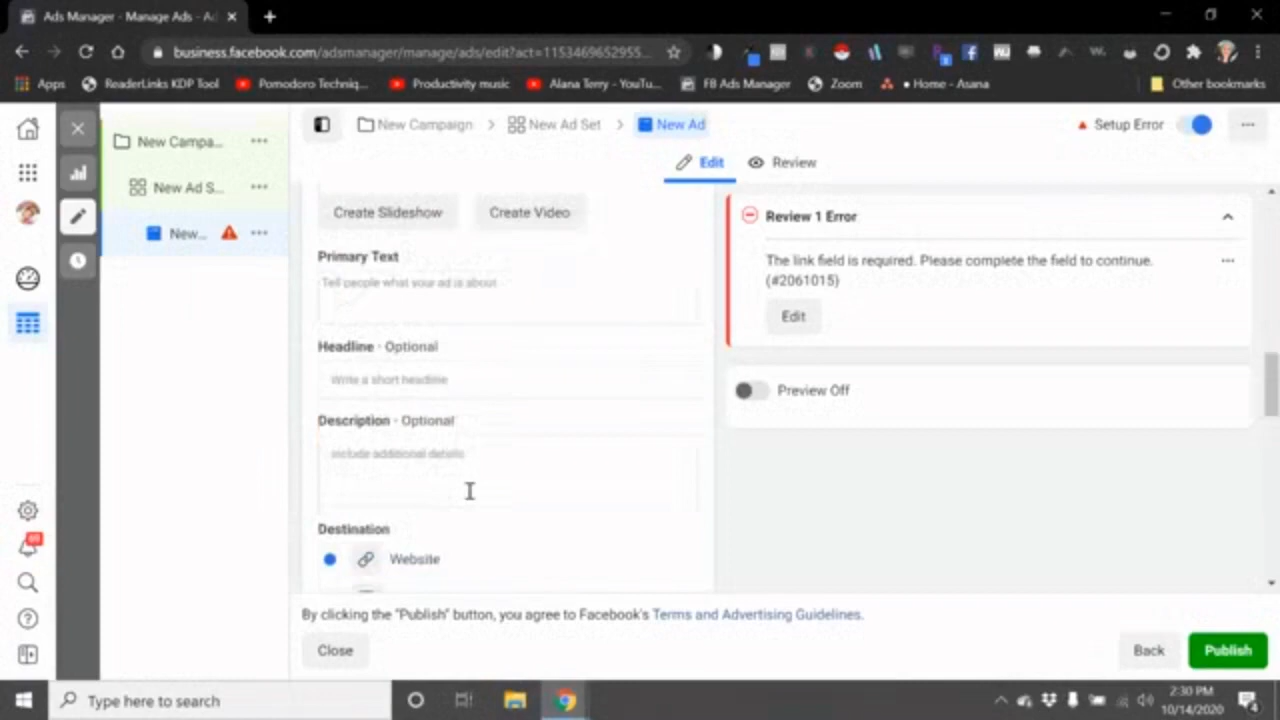 Ads Manager - Manage Ads - Ad
business.facebook.com/adsmanager/manage/ads/edit?act=1153469652955...
Apps
ReaderLinks KDP Tool
Pomodoro Techniq...
Productivity music
Alana Terry - YouTu...
FB Ads Manager
Zoom
• Home - Asana
Other bookmarks
New Campaign > New Ad Set > New Ad
Setup Error
New Campa...
New Ad S...
New...
Edit
Review
Create Slideshow
Create Video
Primary Text
Tell people what your ad is about
Headline · Optional
Write a short headline
Description · Optional
Include additional details
Destination
Website
Review 1 Error
The link field is required. Please complete the field to continue.
(#2061015)
Edit
Preview Off
By clicking the "Publish" button, you agree to Facebook's Terms and Advertising Guidelines.
Close
Back
Publish
Type here to search
2:30 PM
10/14/2020